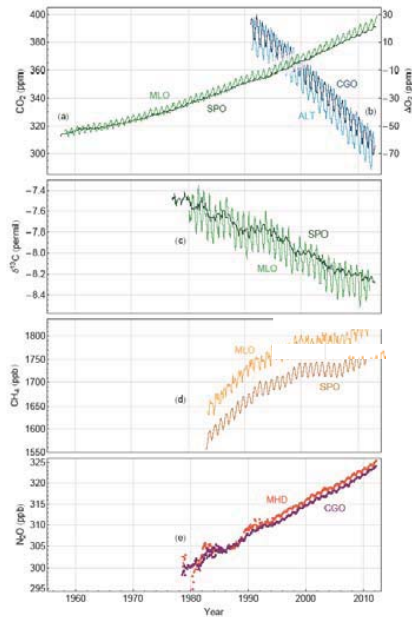 400
380
360
340
320
300
CO₂ (ppm)
30
10
−10
−30
−50
−70
4O₂ (ppm)
MLO
SPO
(a)
CGO
(b)
ALT
−7.4
−7.6
−7.8
−8.0
−8.2
−8.4
δ¹³C (permil)
(c)
SPO
MLO
1800
1750
1700
1650
1600
1550
CH₄ (ppb)
MLO
(d)
SPO
325
320
315
310
305
300
295
N₂O (ppb)
MHD
CGO
(e)
1960
1970
1980
1990
2000
2010
Year